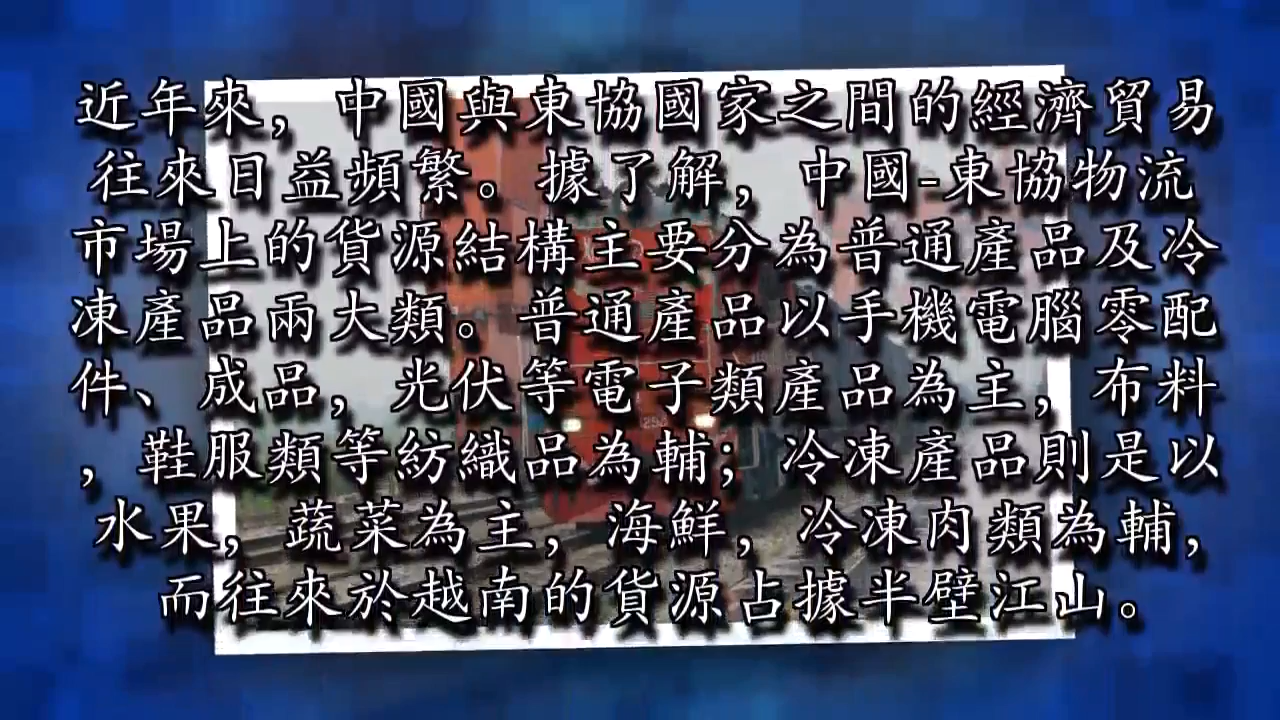 近年來，中國與東協國家之間的經濟貿易
往來日益頻繁。據了解，中國-東協物流
市場上的貨源結構主要分為普通產品及冷
凍產品兩大類。普通產品以手機電腦零配
件、成品，光伏等電子類產品為主，布料
，鞋服類等紡織品為輔；冷凍產品則是以
水果，蔬菜為主，海鮮，冷凍肉類為輔，
而往來於越南的貨源占據半壁江山。